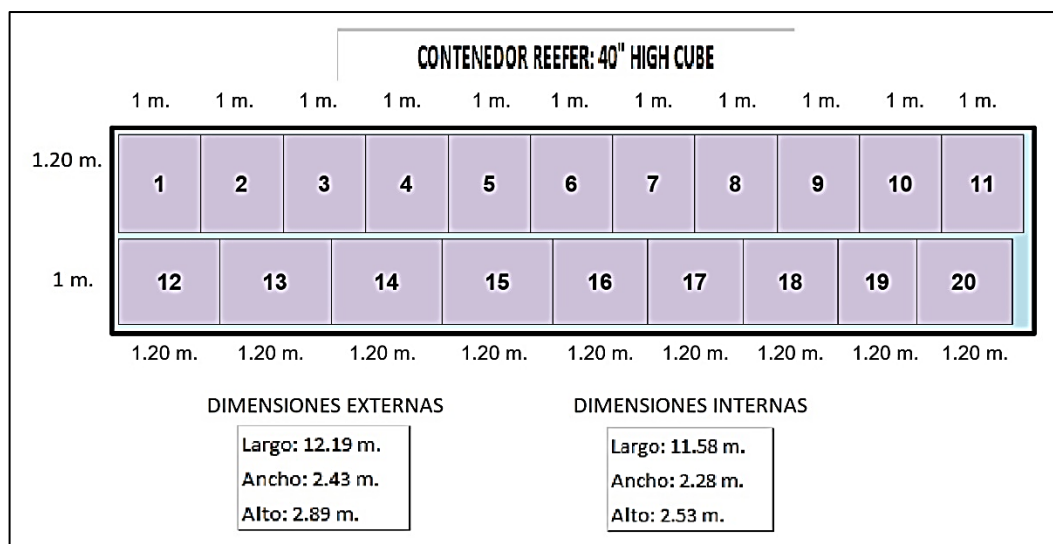 CONTENEDOR REEFER: 40" HIGH CUBE
1 m. 1 m. 1 m. 1 m. 1 m. 1 m. 1 m. 1 m. 1 m. 1 m. 1 m.
1.20 m.
1 2 3 4 5 6 7 8 9 10 11
1 m.
12 13 14 15 16 17 18 19 20
1.20 m. 1.20 m. 1.20 m. 1.20 m. 1.20 m. 1.20 m. 1.20 m. 1.20 m. 1.20 m.
DIMENSIONES EXTERNAS
Largo: 12.19 m.
Ancho: 2.43 m.
Alto: 2.89 m.
DIMENSIONES INTERNAS
Largo: 11.58 m.
Ancho: 2.28 m.
Alto: 2.53 m.